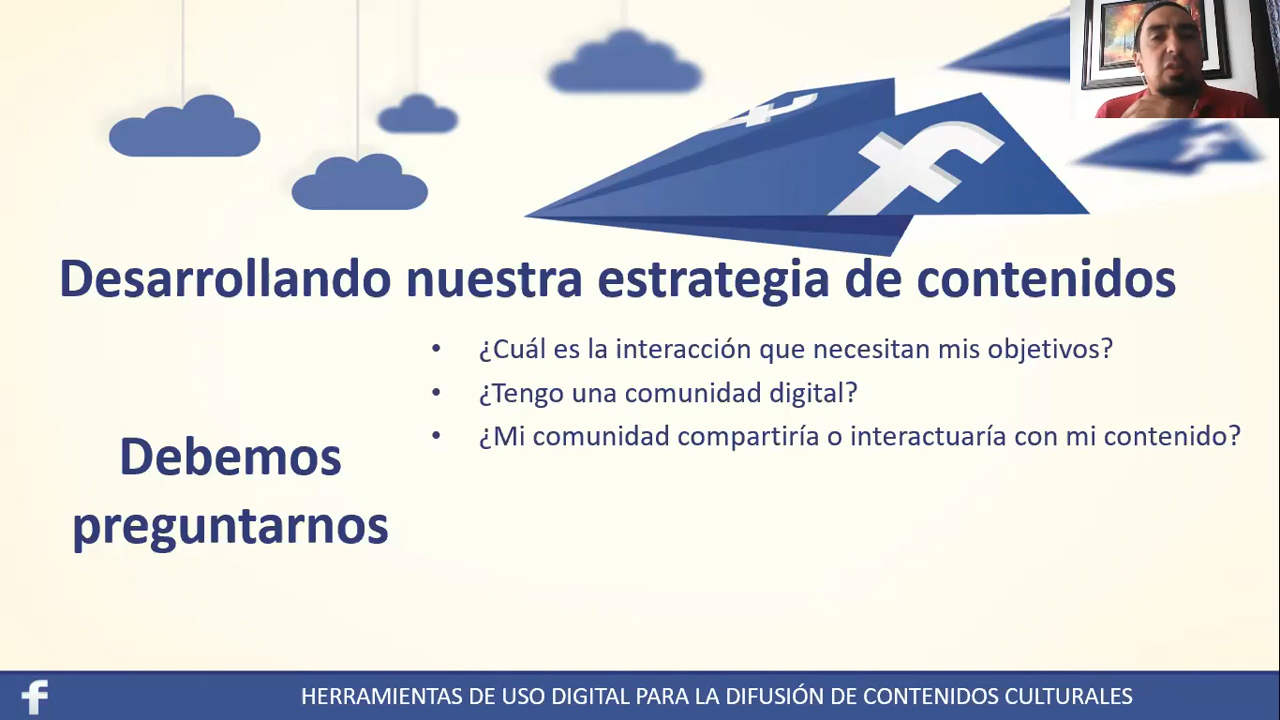 Desarrollando nuestra estrategia de contenidos
Debemos
preguntarnos
• ¿Cuál es la interacción que necesitan mis objetivos?
• ¿Tengo una comunidad digital?
• ¿Mi comunidad compartiría o interactuaría con mi contenido?
HERRAMIENTAS DE USO DIGITAL PARA LA DIFUSIÓN DE CONTENIDOS CULTURALES